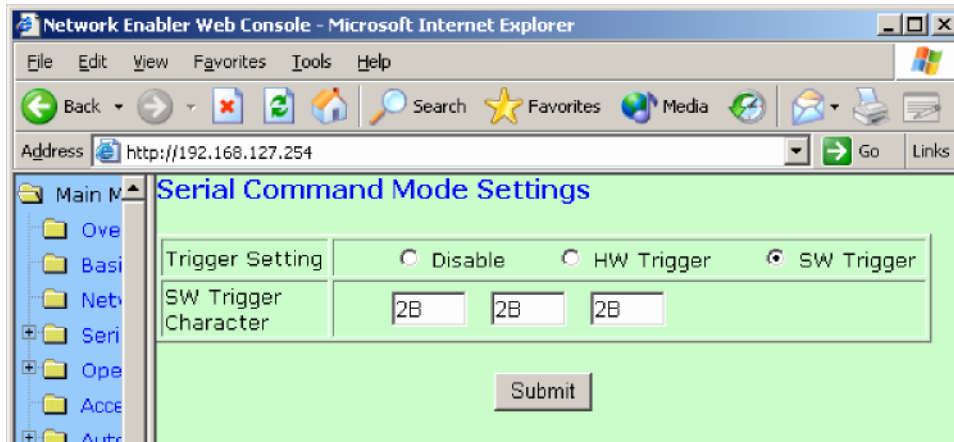 Network Enabler Web Console - Microsoft Internet Explorer
File Edit View Favorites Tools Help
Back Search Favorites Media
Address http://192.168.127.254 Go Links
Main M
Ove
Basi
Netw
Seri
Ope
Acce
Auto
Serial Command Mode Settings
Trigger Setting Disable HW Trigger SW Trigger
SW Trigger Character 2B 2B 2B
Submit